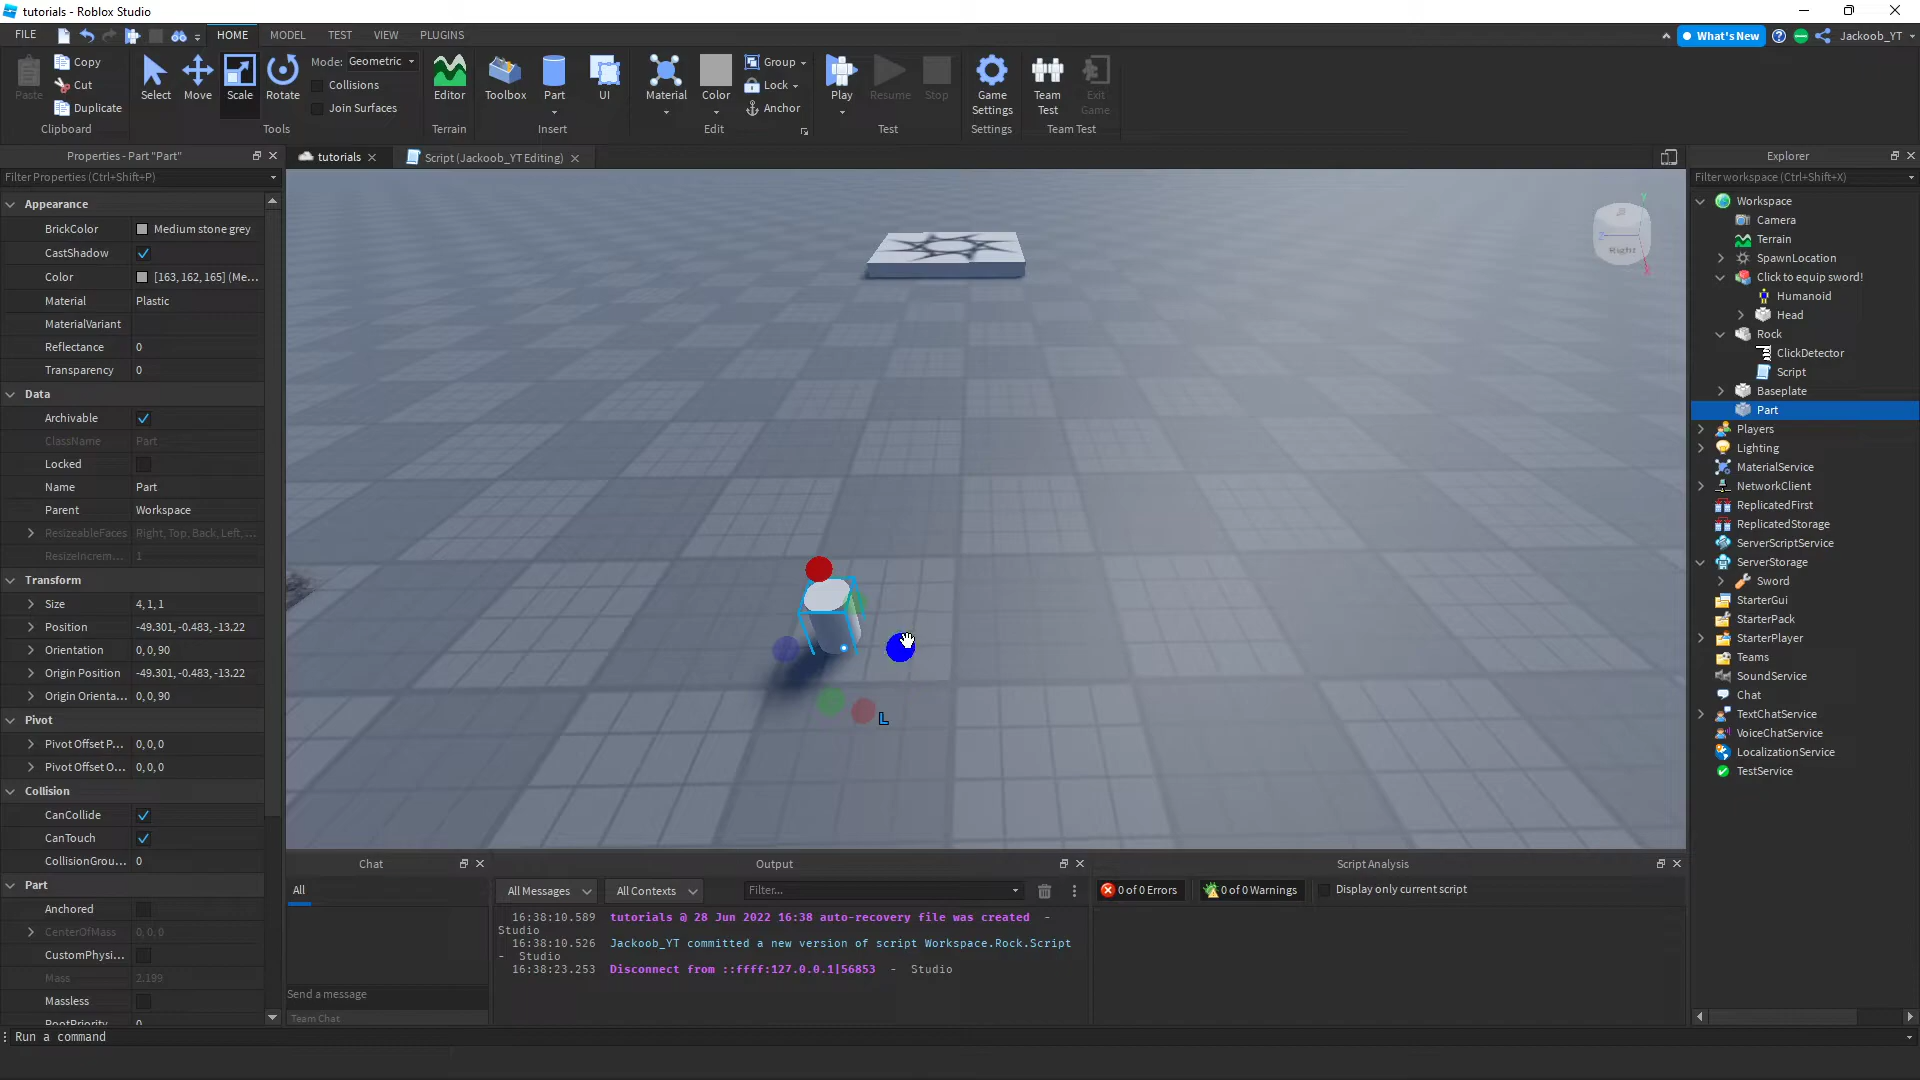 tutorials - Roblox Studio
FILE HOME MODEL TEST VIEW PLUGINS What's New Jackoob_YT
Paste Copy Cut Duplicate Clipboard
Select Move Scale Rotate Mode: Geometric Collisions Join Surfaces Tools
Editor Terrain
Toolbox Part UI Insert
Material Color Group Lock Anchor Edit
Play Resume Stop Test
Game Settings Settings
Team Test Exit Game Team Test
Properties - Part "Part"
Filter Properties (Ctrl+Shift+P)
Appearance
BrickColor Medium stone grey
CastShadow
Color [163, 162, 165] (Me...
Material Plastic
MaterialVariant
Reflectance 0
Transparency 0
Data
Archivable
ClassName Part
Locked
Name Part
Parent Workspace
ResizeableFaces Right, Top, Back, Left, ...
ResizeIncrem... 1
Transform
Size 4, 1, 1
Position -49.301, -0.483, -13.22
Orientation 0, 0, 90
Origin Position -49.301, -0.483, -13.22
Origin Orienta... 0, 0, 90
Pivot
Pivot Offset P... 0, 0, 0
Pivot Offset O... 0, 0, 0
Collision
CanCollide
CanTouch
CollisionGrou... 0
Part
Anchored
CenterOfMass 0, 0, 0
CustomPhysi...
Mass 2.199
Massless
RootPriority 0
tutorials Script (Jackoob_YT Editing)
Y
Z Right
X
L
Explorer
Filter workspace (Ctrl+Shift+X)
Workspace
Camera
Terrain
SpawnLocation
Click to equip sword!
Humanoid
Head
Rock
ClickDetector
Script
Baseplate
Part
Players
Lighting
MaterialService
NetworkClient
ReplicatedFirst
ReplicatedStorage
ServerScriptService
ServerStorage
Sword
StarterGui
StarterPack
StarterPlayer
Teams
SoundService
Chat
TextChatService
VoiceChatService
LocalizationService
TestService
Chat
All
Send a message
Team Chat
Output
All Messages All Contexts Filter...
16:38:10.589 tutorials @ 28 Jun 2022 16:38 auto-recovery file was created -
Studio
16:38:10.526 Jackoob_YT committed a new version of script Workspace.Rock.Script
- Studio
16:38:23.253 Disconnect from ::ffff:127.0.0.1|56853 - Studio
Script Analysis
0 of 0 Errors 0 of 0 Warnings Display only current script
Run a command